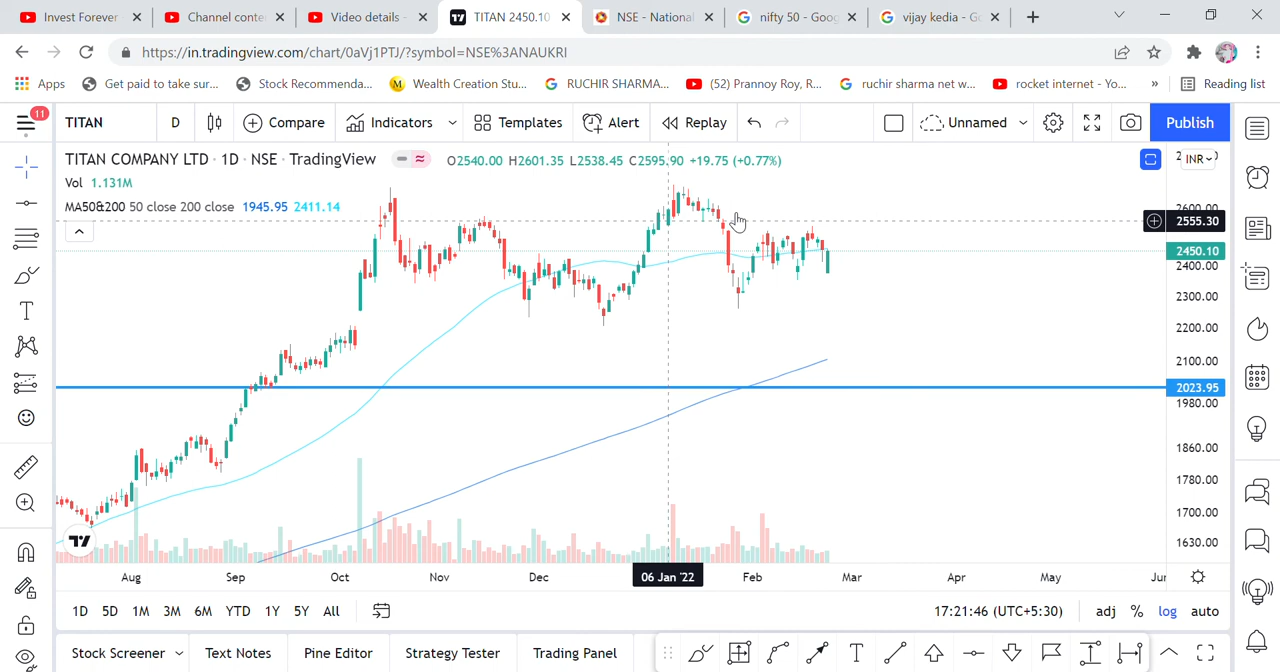 Invest Forever
Channel conte
Video details -
TITAN 2450.10
NSE - National
nifty 50 - Goog
vijay kedia - Go
https://in.tradingview.com/chart/0aVj1PTJ/?symbol=NSE%3ANAUKRI
Apps
Get paid to take sur...
Stock Recommenda...
M Wealth Creation Stu...
RUCHIR SHARMA...
(52) Prannoy Roy, R...
ruchir sharma net w...
rocket internet - Yo...
»
Reading list
11
TITAN
D
Compare
Indicators
Templates
Alert
Replay
Unnamed
Publish
TITAN COMPANY LTD · 1D · NSE · TradingView
O2540.00 H2601.35 L2538.45 C2595.90 +19.75 (+0.77%)
INR
Vol 1.131M
MA50&200 50 close 200 close 1945.95 2411.14
2600.00
2555.30
2450.10
2400.00
2300.00
2200.00
2100.00
2023.95
1980.00
1860.00
1780.00
1700.00
1630.00
Aug Sep Oct Nov Dec 06 Jan '22 Feb Mar Apr May Jun
1D 5D 1M 3M 6M YTD 1Y 5Y All
17:21:46 (UTC+5:30)
adj % log auto
Stock Screener
Text Notes
Pine Editor
Strategy Tester
Trading Panel